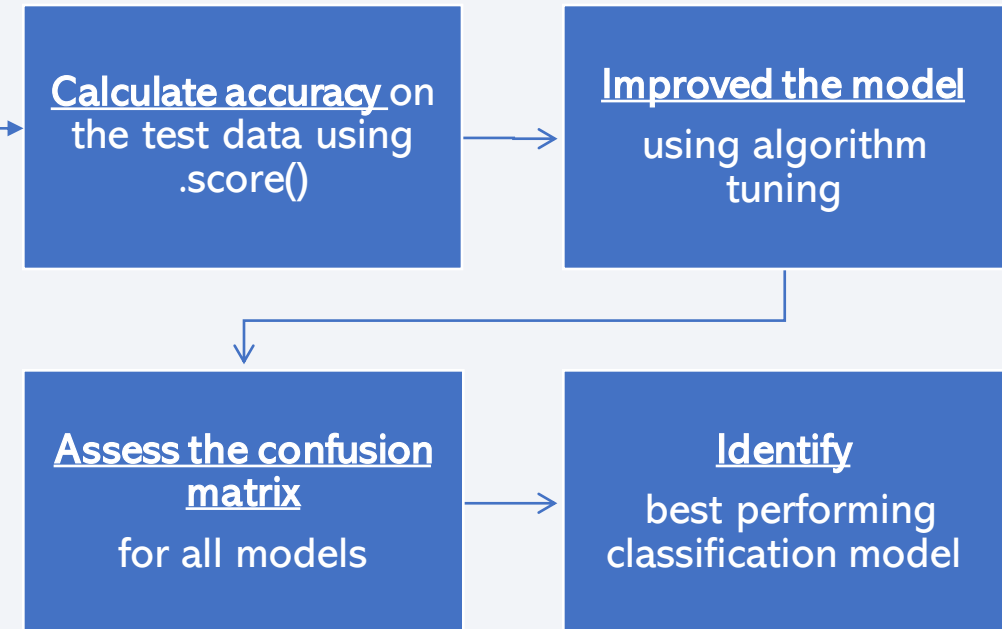 Calculate accuracy on
the test data using
.score()
Improved the model
using algorithm
tuning
Assess the confusion
matrix
for all models
Identify
best performing
classification model